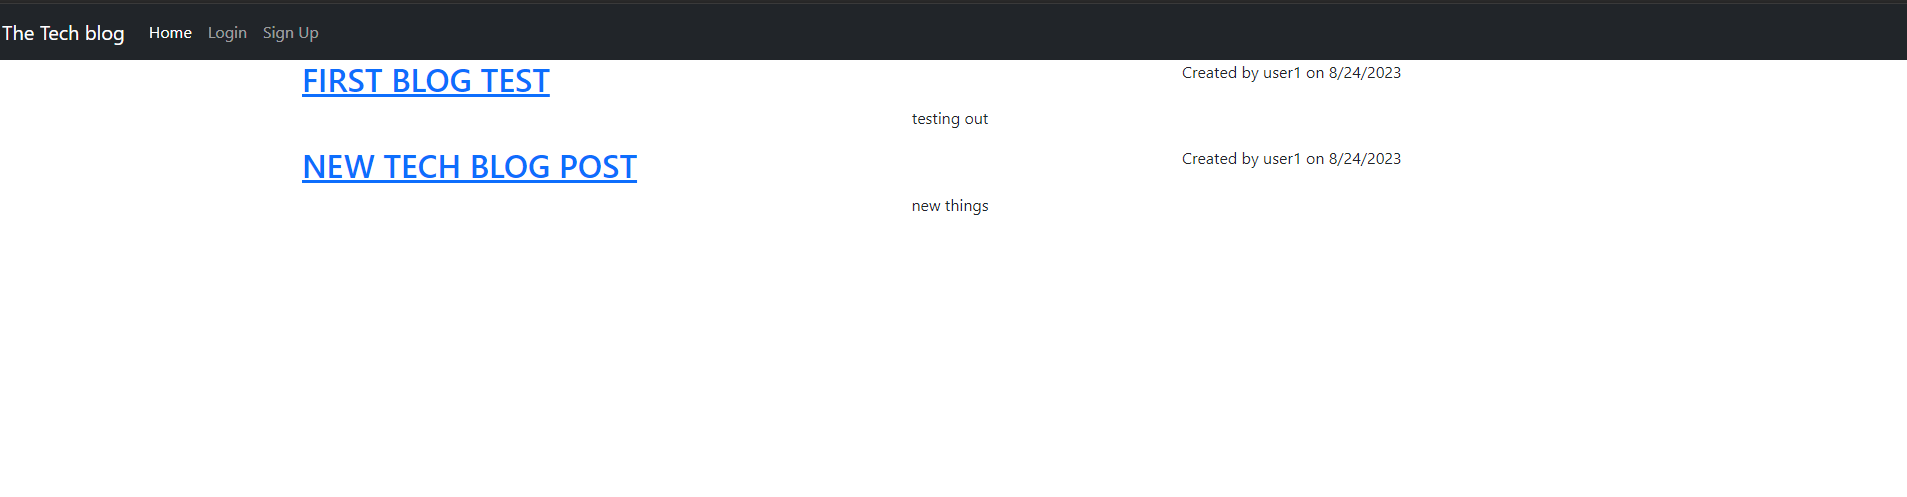 The Tech blog Home Login Sign Up
FIRST BLOG TEST Created by user1 on 8/24/2023
testing out
NEW TECH BLOG POST Created by user1 on 8/24/2023
new things